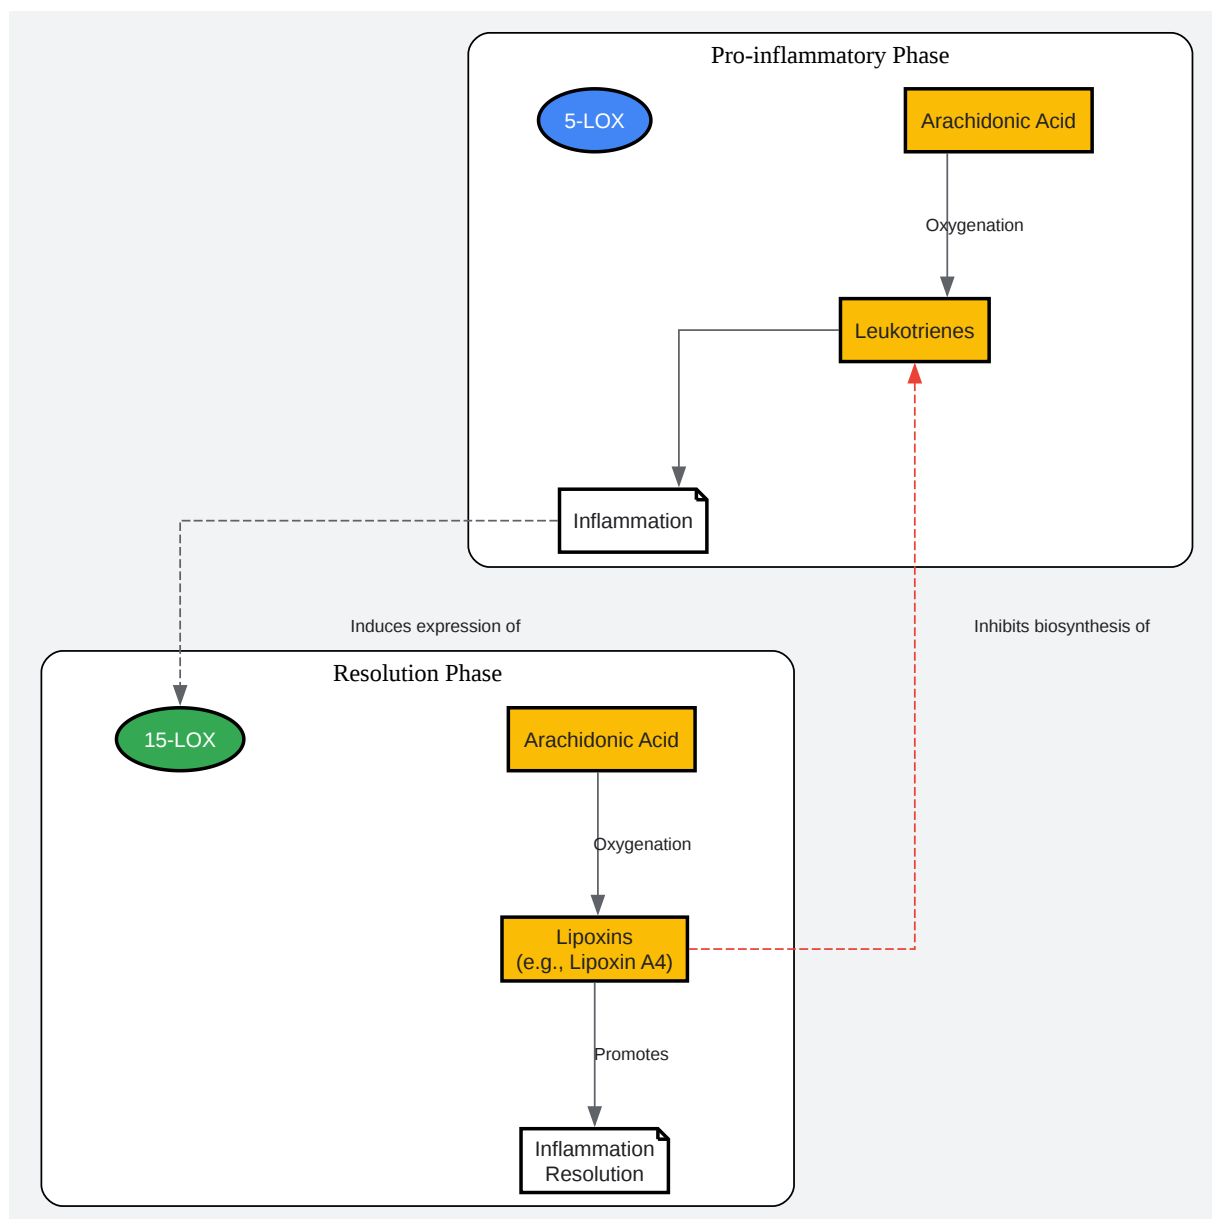 Pro-inflammatory Phase
5-LOX
Arachidonic Acid
Oxygenation
Leukotrienes
Inflammation
Induces expression of
Inhibits biosynthesis of
Resolution Phase
15-LOX
Arachidonic Acid
Oxygenation
Lipoxins
(e.g., Lipoxin A4)
Promotes
Inflammation
Resolution